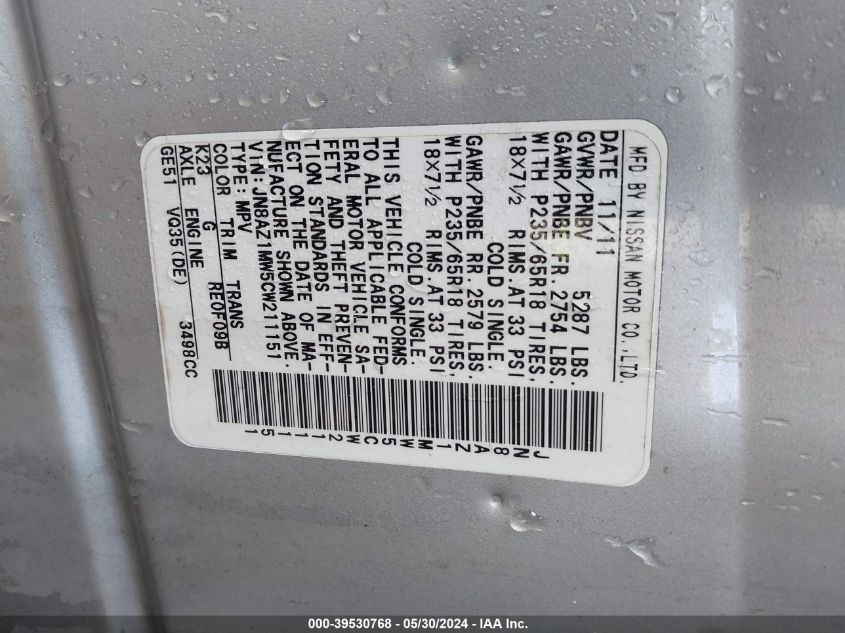 MFD BY NISSAN MOTOR CO.,LTD.
DATE 11/11
GVWR/PNBV 5287 LBS.
GAWR/PNBE FR. 2754 LBS.
WITH P235/65R18 TIRES,
18X7½ RIMS. AT 33 PSI
COLD SINGLE.
GAWR/PNBE RR. 2579 LBS.
WITH P235/65R18 TIRES,
18X7½ RIMS. AT 33 PSI
COLD SINGLE.
THIS VEHICLE CONFORMS
TO ALL APPLICABLE FED-
ERAL MOTOR VEHICLE SA-
FETY AND THEFT PREVEN-
TION STANDARDS IN EFF-
ECT ON THE DATE OF MA-
NUFACTURE SHOWN ABOVE.
VIN: JN8AZ1MW5CW211151
TYPE: MPV
COLOR TRIM TRANS
K23 G RE0F09B
AXLE ENGINE
GE51 VQ35(DE) 3498CC
JN8AZ1MW5CW211151
000-39530768 - 05/30/2024 - IAA Inc.